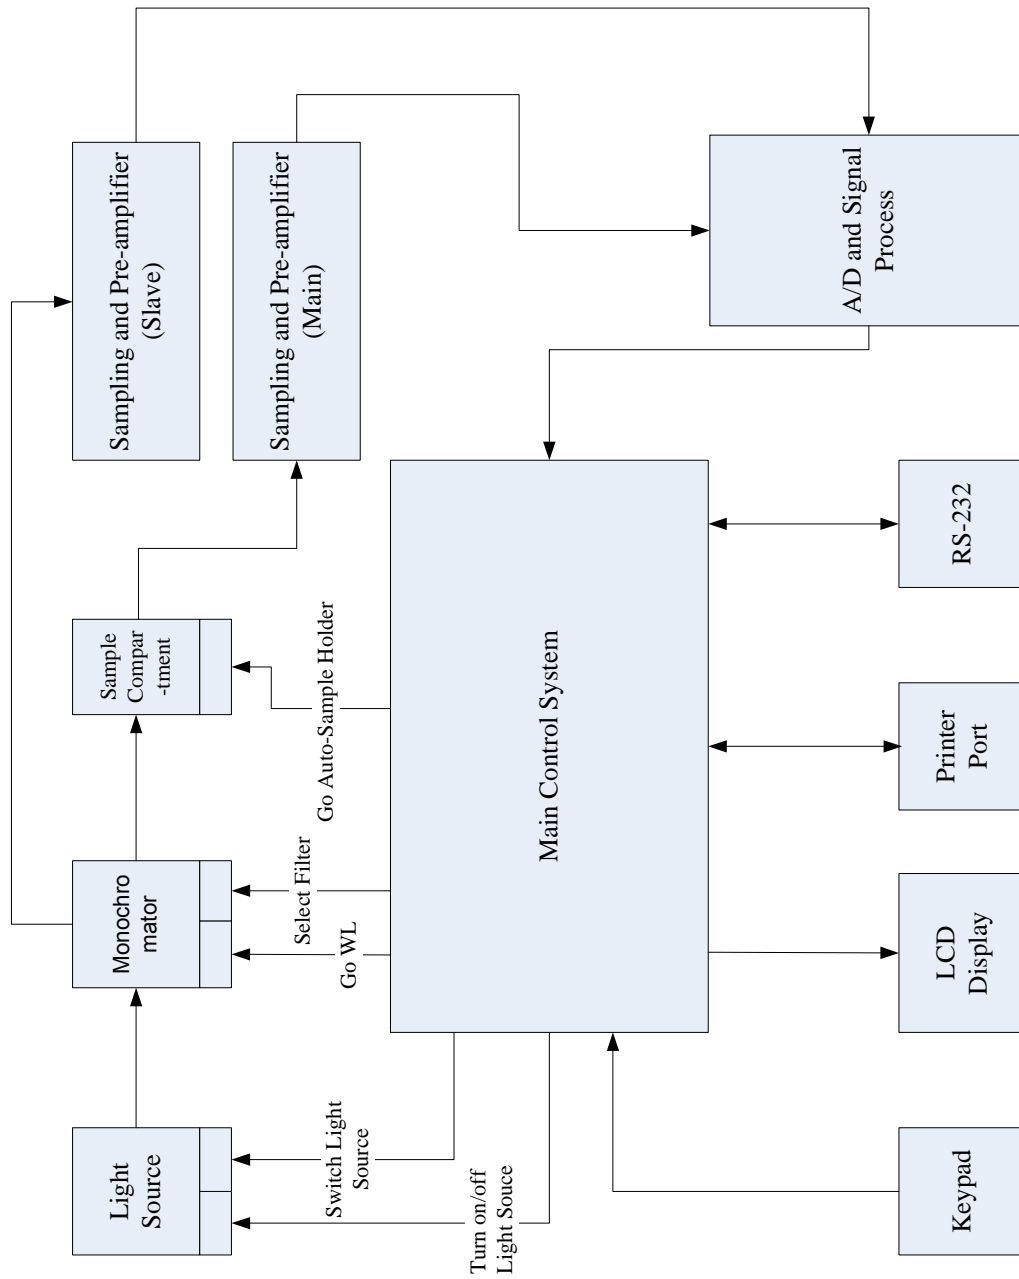 Light
Source
Monochro
mator
Sample
Compar
-tment
Sampling and Pre-amplifier
(Slave)
Sampling and Pre-amplifier
(Main)
Switch Light
Source
Turn on/off
Light Souce
Go WL
Select Filter
Go Auto-Sample Holder
Main Control System
A/D and Signal
Process
Keypad
LCD
Display
Printer
Port
RS-232